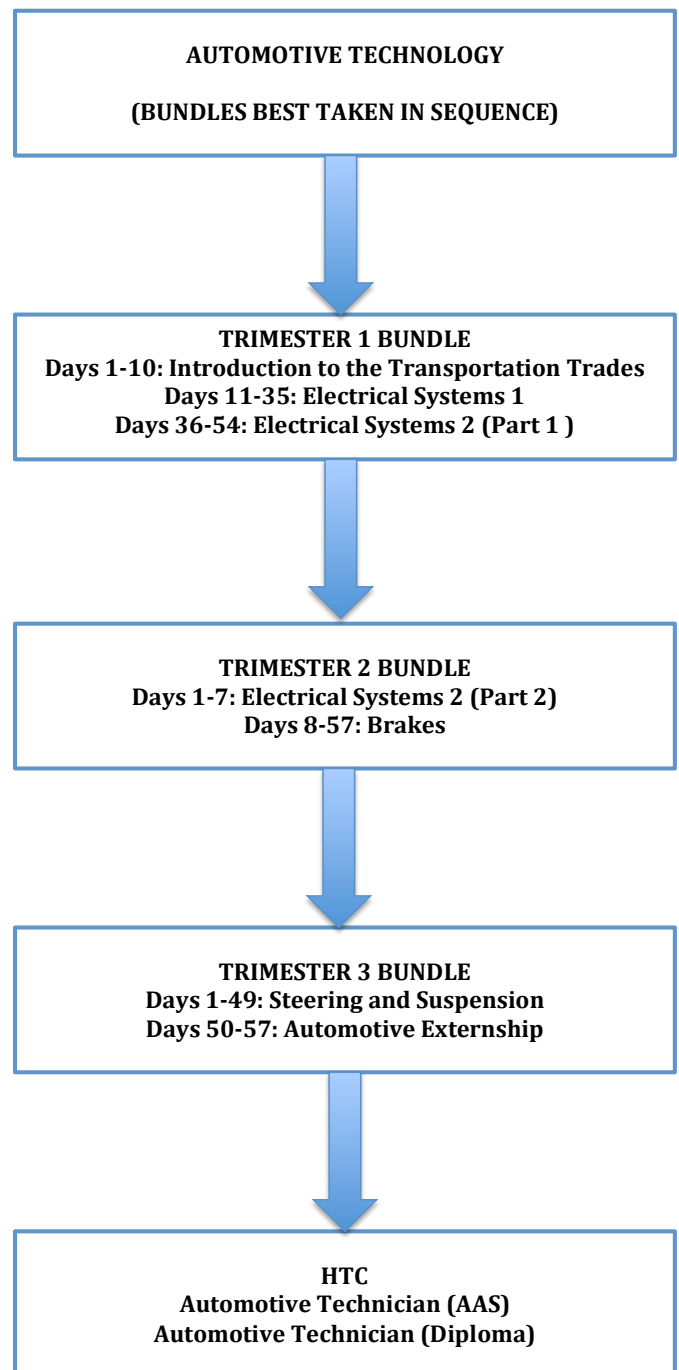 AUTOMOTIVE TECHNOLOGY
(BUNDLES BEST TAKEN IN SEQUENCE)
TRIMESTER 1 BUNDLE
Days 1-10: Introduction to the Transportation Trades
Days 11-35: Electrical Systems 1
Days 36-54: Electrical Systems 2 (Part 1 )
TRIMESTER 2 BUNDLE
Days 1-7: Electrical Systems 2 (Part 2)
Days 8-57: Brakes
TRIMESTER 3 BUNDLE
Days 1-49: Steering and Suspension
Days 50-57: Automotive Externship
HTC
Automotive Technician (AAS)
Automotive Technician (Diploma)